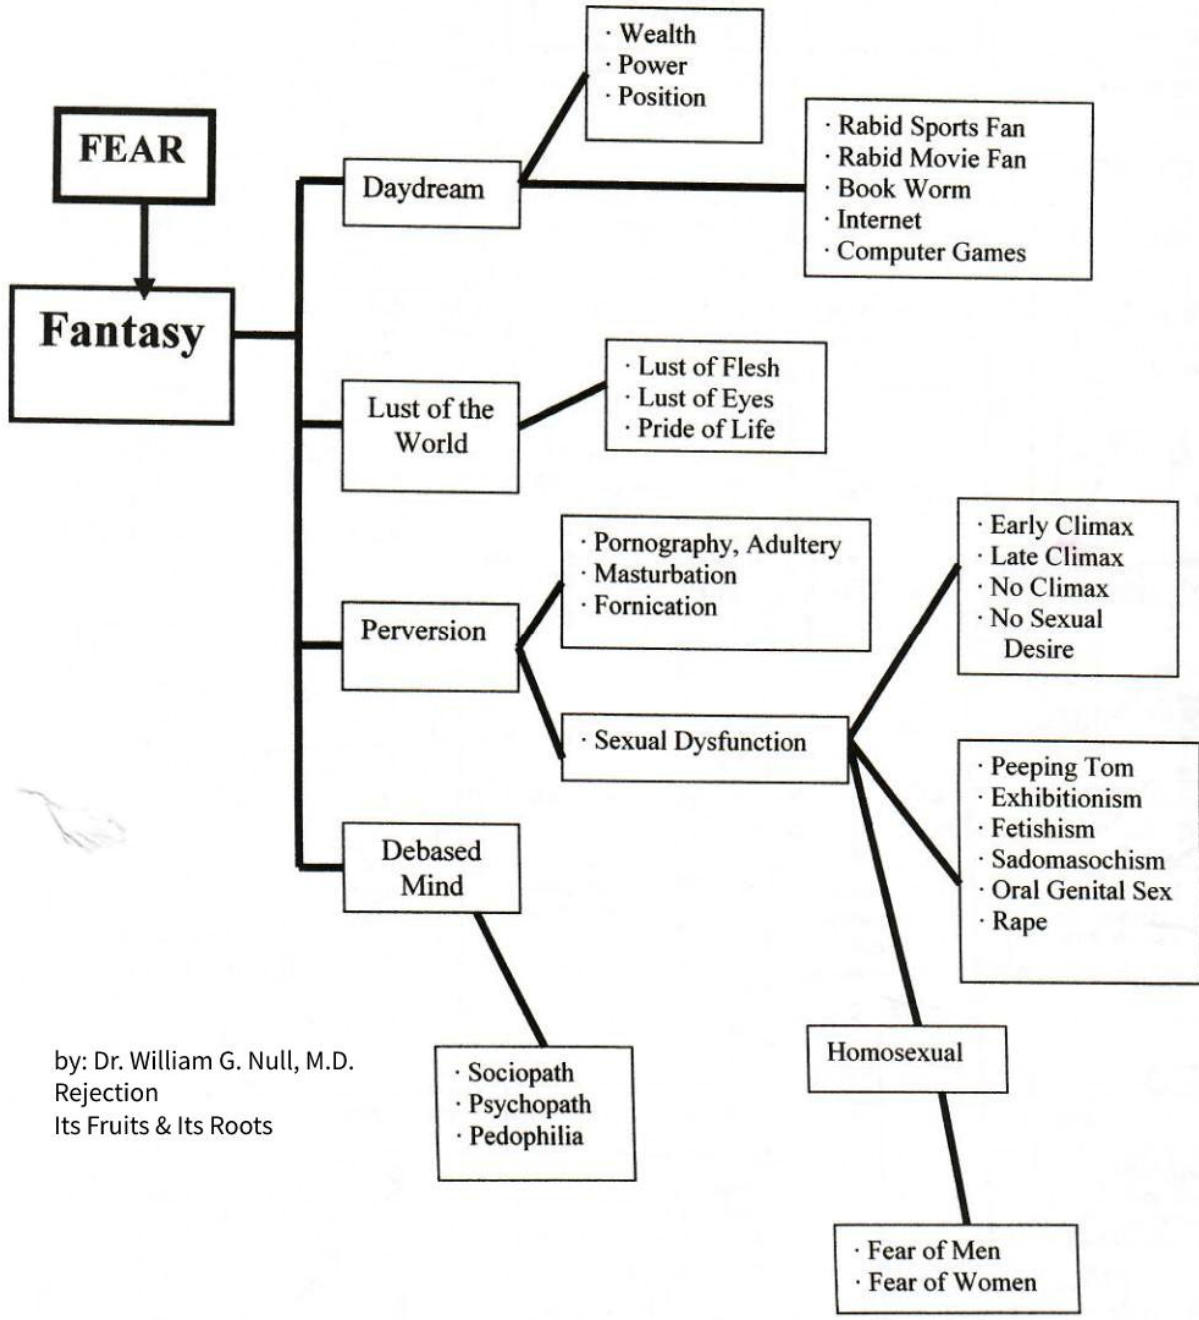 FEAR
Fantasy
Daydream
· Wealth
· Power
· Position
· Rabid Sports Fan
· Rabid Movie Fan
· Book Worm
· Internet
· Computer Games
Lust of the
World
· Lust of Flesh
· Lust of Eyes
· Pride of Life
Perversion
· Pornography, Adultery
· Masturbation
· Fornication
· Sexual Dysfunction
· Early Climax
· Late Climax
· No Climax
· No Sexual
Desire
· Peeping Tom
· Exhibitionism
· Fetishism
· Sadomasochism
· Oral Genital Sex
· Rape
Homosexual
· Fear of Men
· Fear of Women
Debased
Mind
· Sociopath
· Psychopath
· Pedophilia
by: Dr. William G. Null, M.D.
Rejection
Its Fruits & Its Roots